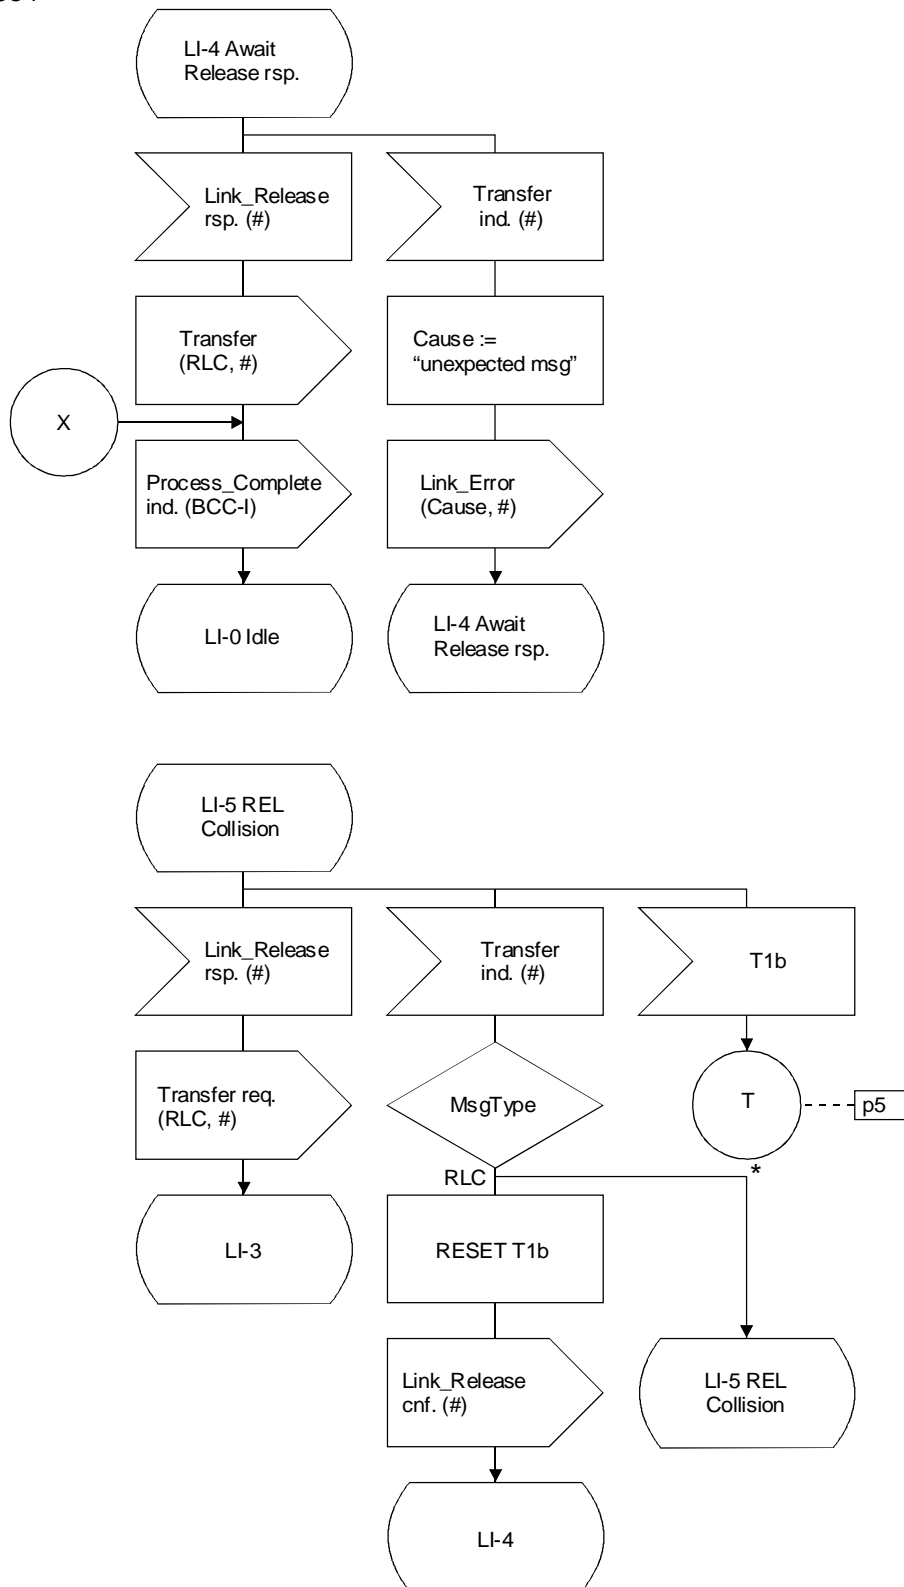 LI-4 Await
Release rsp.
Link_Release
rsp. (#)
Transfer
ind. (#)
Transfer
(RLC, #)
Cause :=
“unexpected msg”
X
Process_Complete
ind. (BCC-I)
Link_Error
(Cause, #)
LI-0 Idle
LI-4 Await
Release rsp.
LI-5 REL
Collision
Link_Release
rsp. (#)
Transfer
ind. (#)
T1b
Transfer req.
(RLC, #)
MsgType
T
p5
RLC
*
LI-3
RESET T1b
Link_Release
cnf. (#)
LI-5 REL
Collision
LI-4